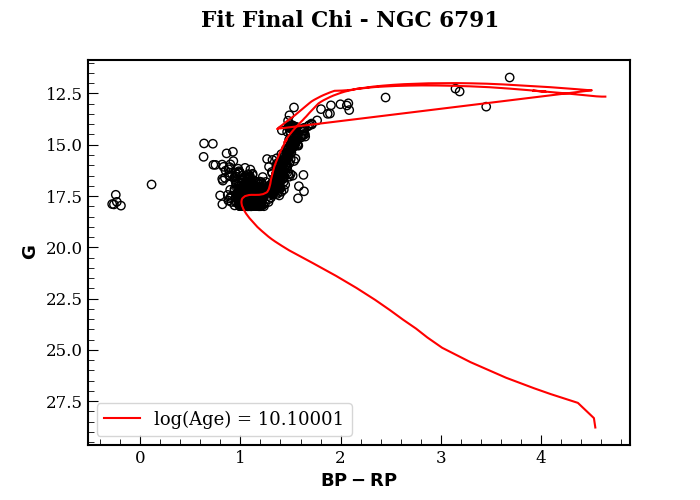 Fit Final Chi - NGC 6791
12.5
15.0
17.5
20.0
22.5
25.0
27.5
G
log(Age) = 10.10001
0 1 2 3 4
BP − RP